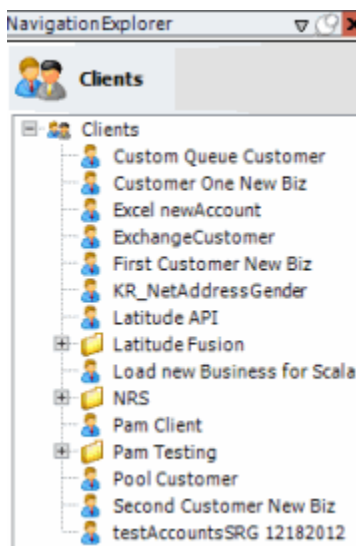 NavigationExplorer
Clients
Clients
Custom Queue Customer
Customer One New Biz
Excel newAccount
ExchangeCustomer
First Customer New Biz
KR_NetAddressGender
Latitude API
Latitude Fusion
Load new Business for Scala
NRS
Pam Client
Pam Testing
Pool Customer
Second Customer New Biz
testAccountsSRG 12182012